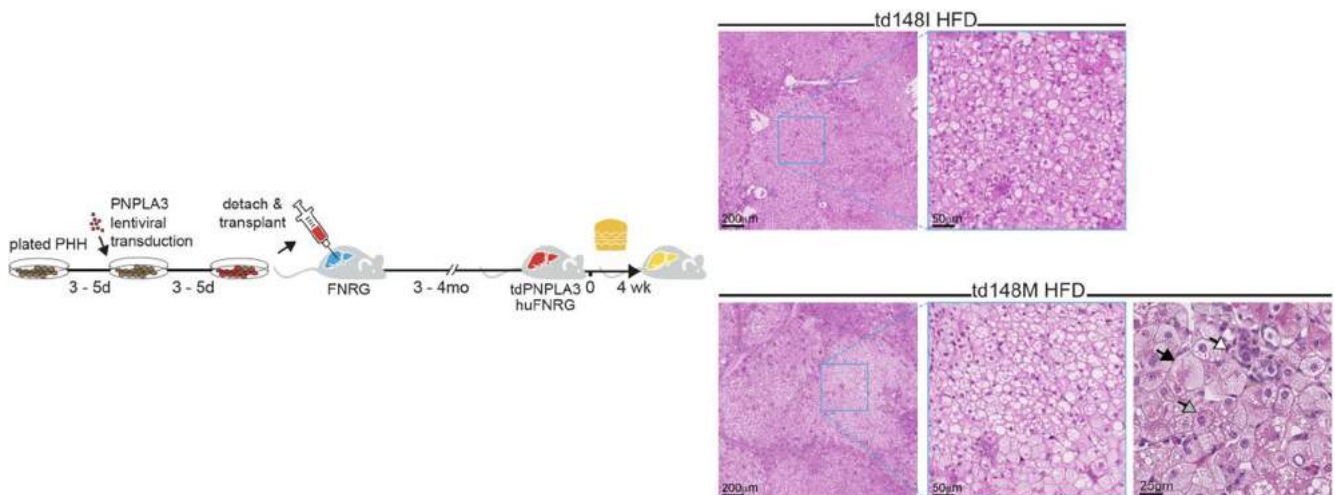 plated PHH
PNPLA3
lentiviral
transduction
detach &
transplant
3 - 5d
3 - 5d
FNRG
3 - 4mo
tdPNPLA3
huFNRG
0
4 wk
td148I HFD
200μm
50μm
td148M HFD
200μm
50μm
25μm